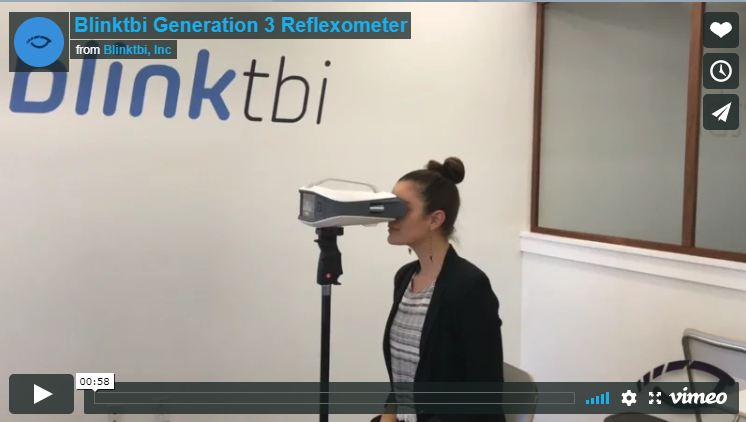 Blinktbi Generation 3 Reflexometer
from Blinktbi, Inc
blinktbi
00:58
vimeo